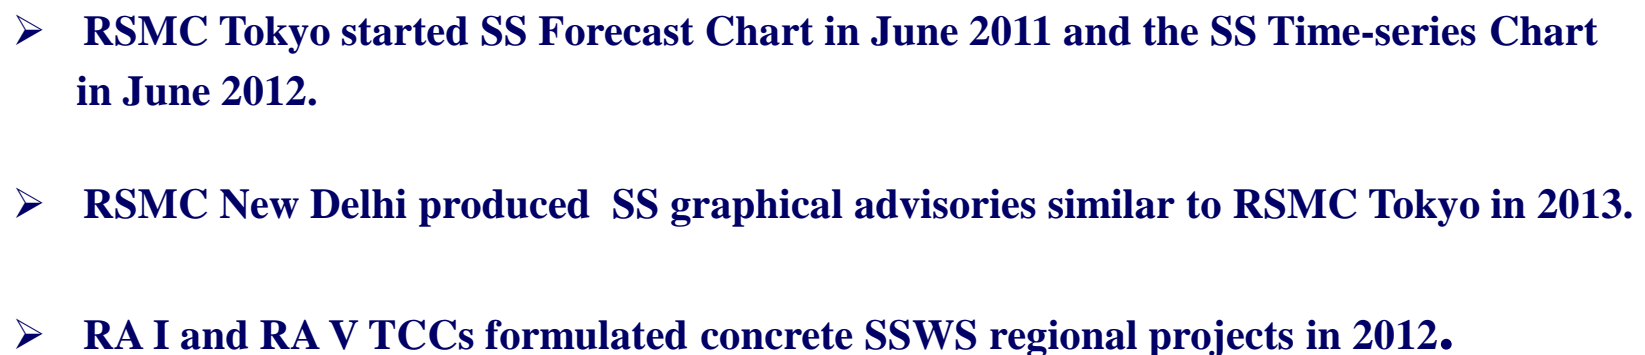 ➢ RSMC Tokyo started SS Forecast Chart in June 2011 and the SS Time-series Chart
in June 2012.
➢ RSMC New Delhi produced  SS graphical advisories similar to RSMC Tokyo in 2013.
➢ RA I and RA V TCCs formulated concrete SSWS regional projects in 2012.